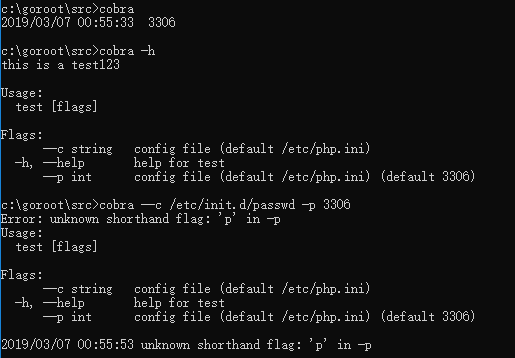 c:\goroot\src>cobra
2019/03/07 00:55:33  3306
c:\goroot\src>cobra -h
this is a test123
Usage:
  test [flags]
Flags:
      --c string   config file (default /etc/php.ini)
  -h, --help       help for test
      --p int      config file (default /etc/php.ini) (default 3306)
c:\goroot\src>cobra --c /etc/init.d/passwd -p 3306
Error: unknown shorthand flag: 'p' in -p
Usage:
  test [flags]
Flags:
      --c string   config file (default /etc/php.ini)
  -h, --help       help for test
      --p int      config file (default /etc/php.ini) (default 3306)
2019/03/07 00:55:53 unknown shorthand flag: 'p' in -p